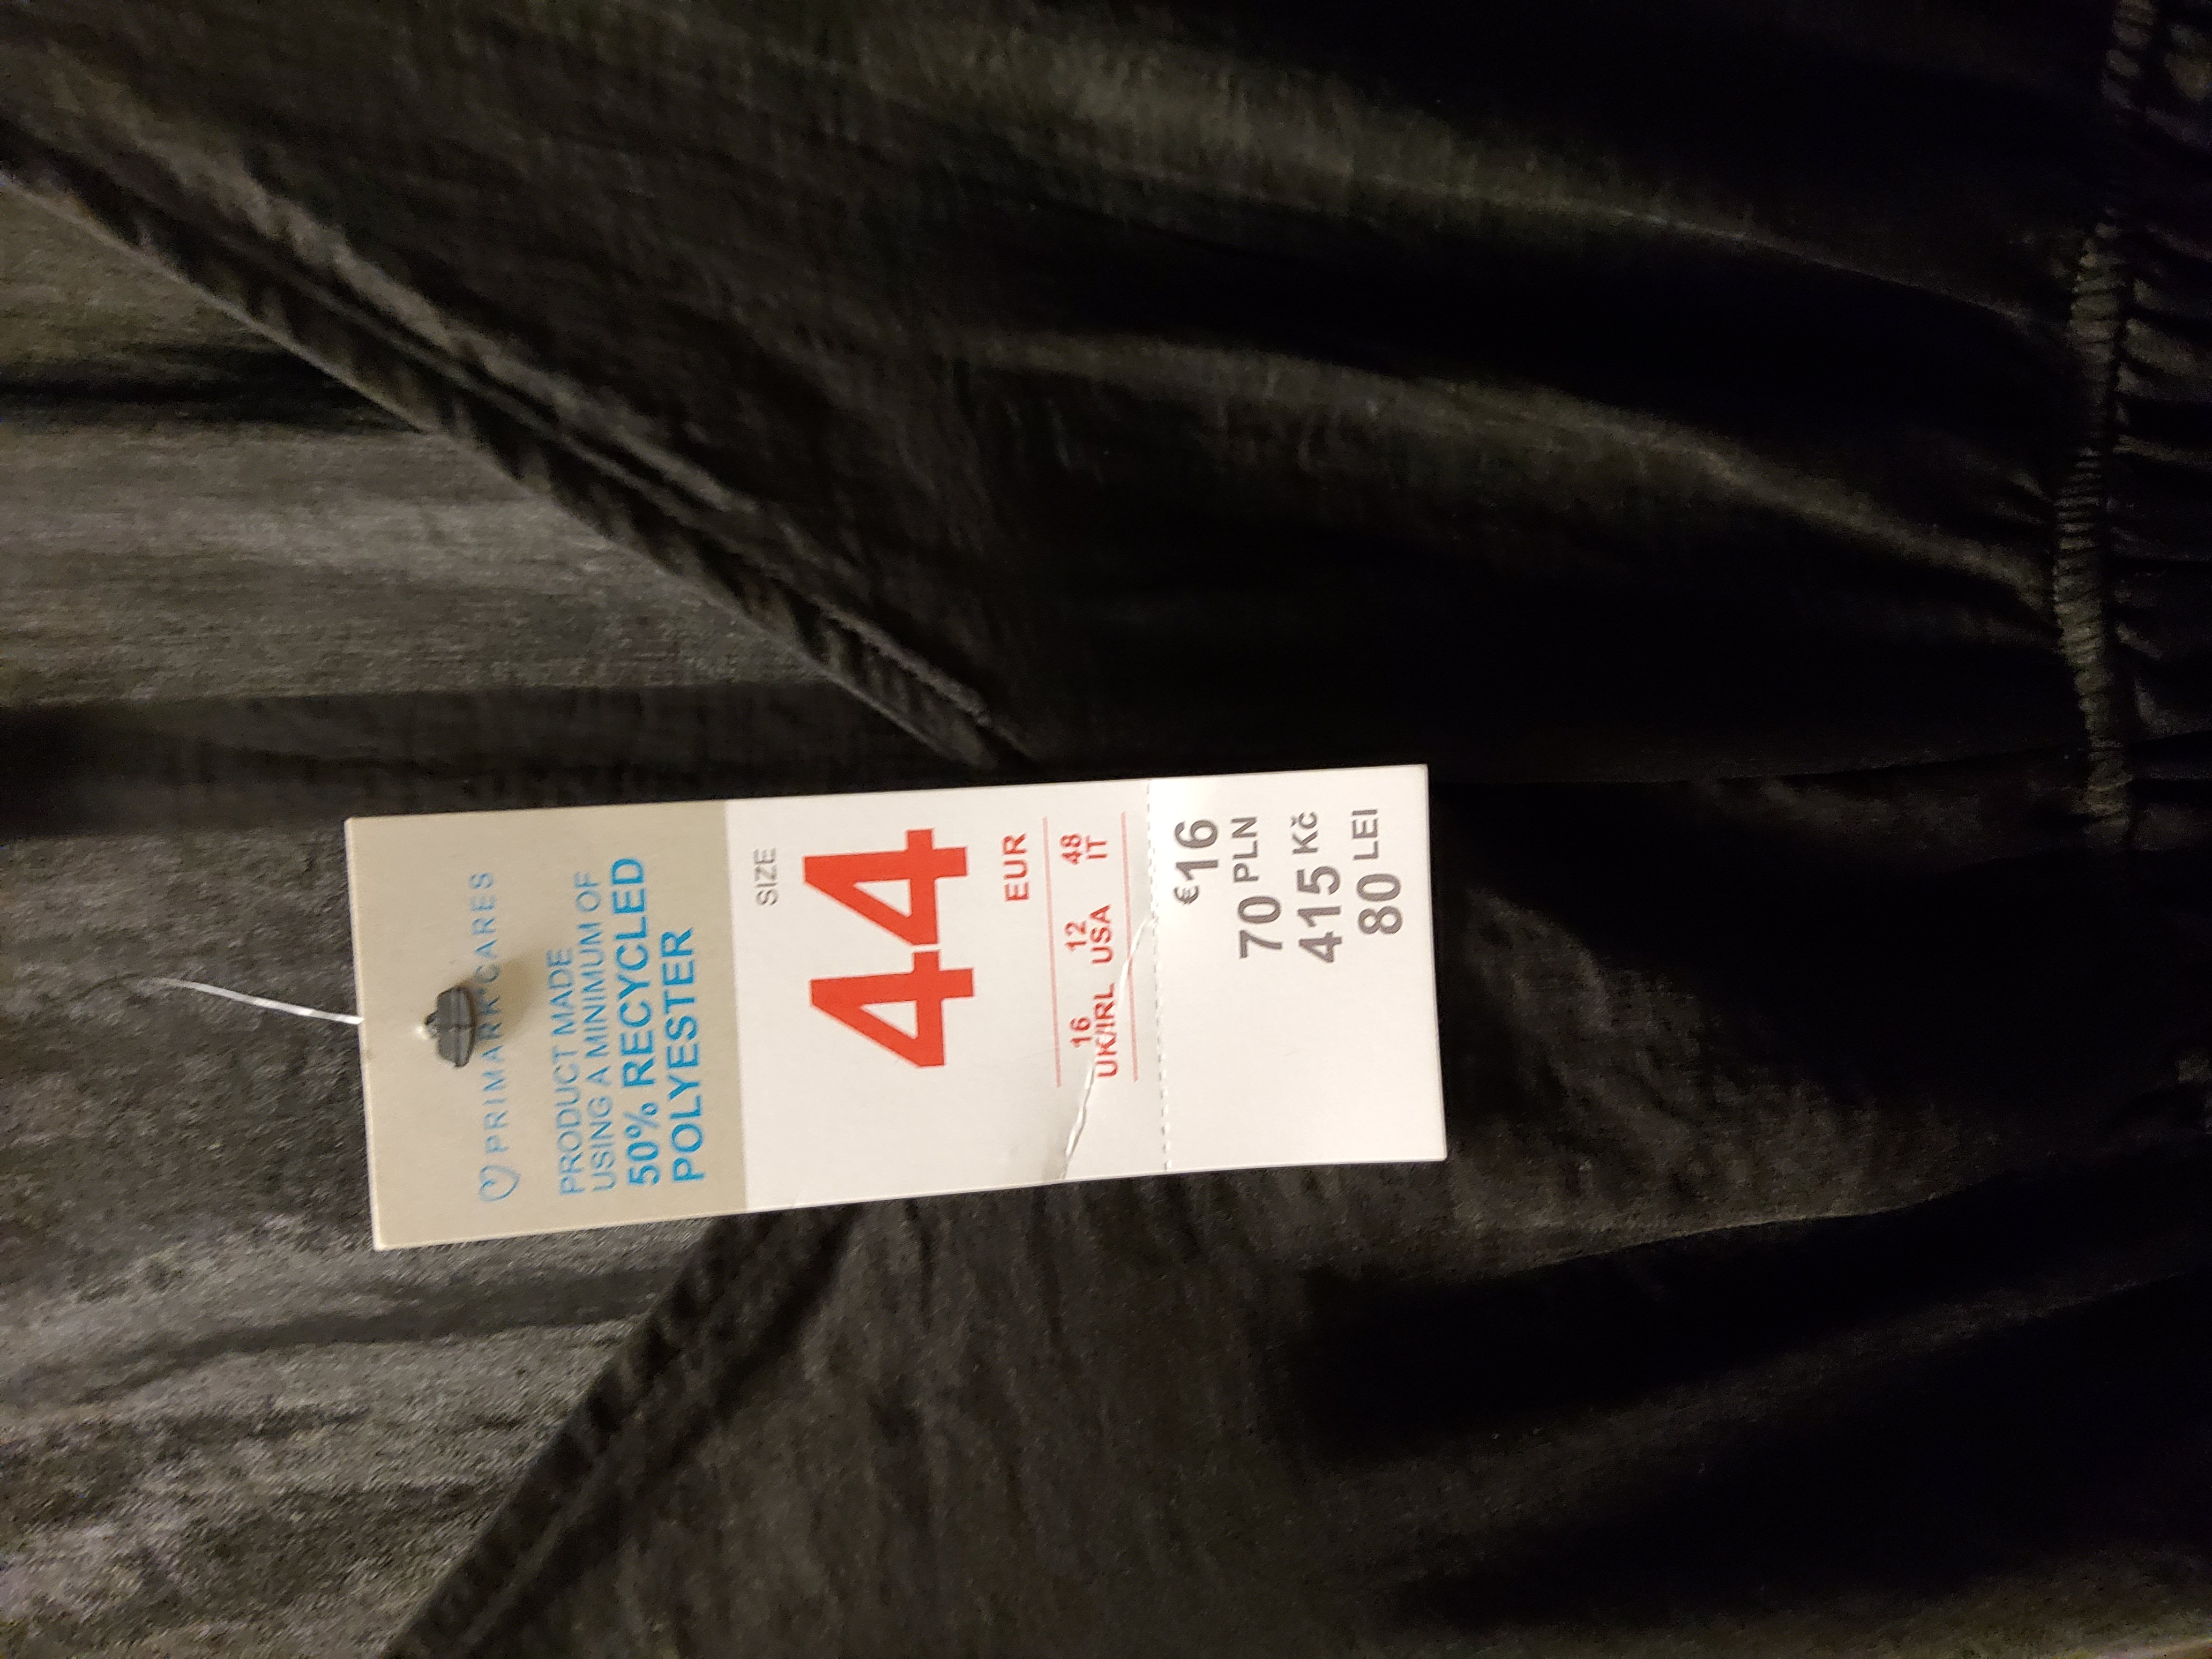 PRIMARK CARES
PRODUCT MADE
USING A MINIMUM OF
50% RECYCLED
POLYESTER
SIZE
44
EUR
16 12 48
UK/IRL USA IT
€16
70 PLN
415 Kč
80 LEI